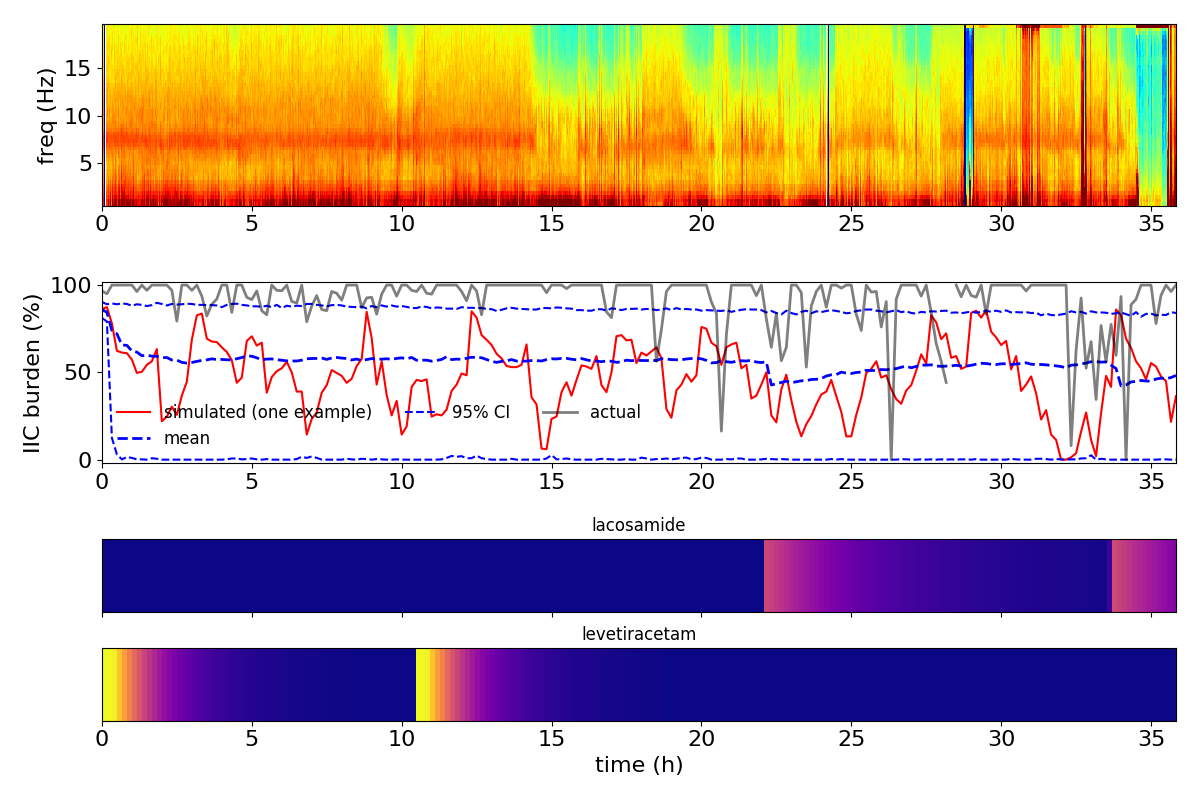 freq (Hz)
15
10
5
0 5 10 15 20 25 30 35
IIC burden (%)
100
50
0
simulated (one example) 95% CI actual
mean
0 5 10 15 20 25 30 35
lacosamide
levetiracetam
0 5 10 15 20 25 30 35
time (h)